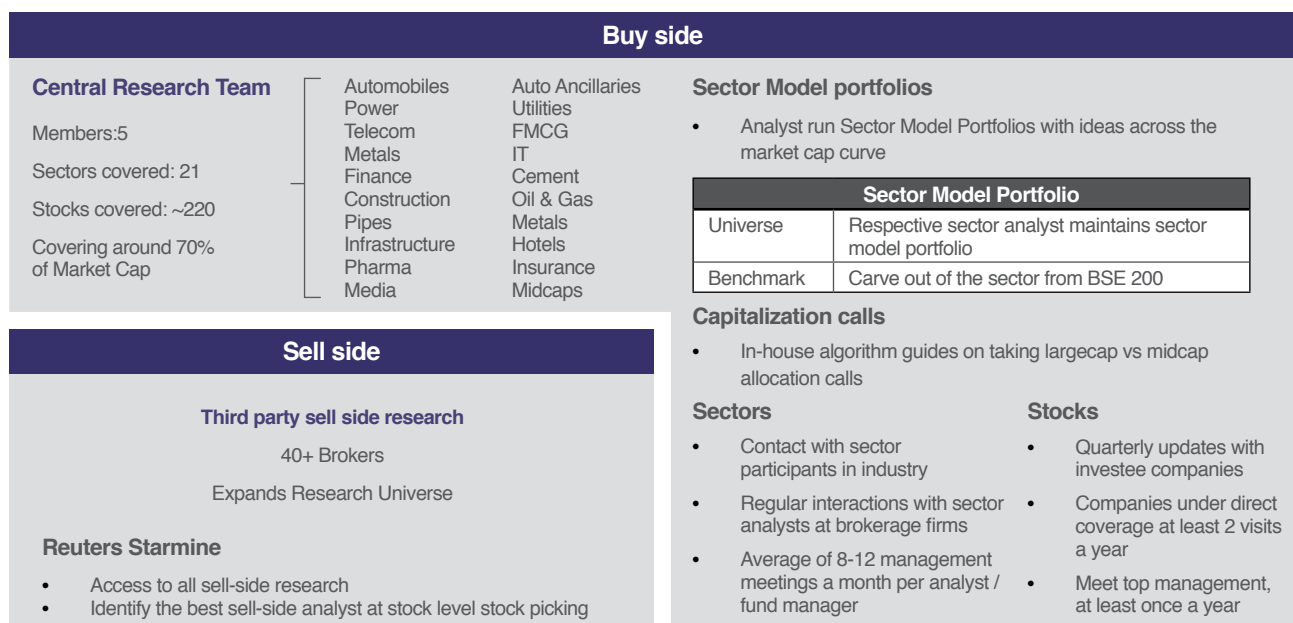 Buy side
Central Research Team
Members:5
Sectors covered: 21
Stocks covered: ~220
Covering around 70%
of Market Cap
Automobiles
Power
Telecom
Metals
Finance
Construction
Pipes
Infrastructure
Pharma
Media
Auto Ancillaries
Utilities
FMCG
IT
Cement
Oil & Gas
Metals
Hotels
Insurance
Midcaps
Sell side
Third party sell side research
40+ Brokers
Expands Research Universe
Reuters Starmine
• Access to all sell-side research
• Identify the best sell-side analyst at stock level stock picking
Sector Model portfolios
• Analyst run Sector Model Portfolios with ideas across the
market cap curve
Sector Model Portfolio
Universe Respective sector analyst maintains sector
model portfolio
Benchmark Carve out of the sector from BSE 200
Capitalization calls
• In-house algorithm guides on taking largecap vs midcap
allocation calls
Sectors
• Contact with sector
participants in industry
• Regular interactions with sector
analysts at brokerage firms
• Average of 8-12 management
meetings a month per analyst /
fund manager
Stocks
• Quarterly updates with
investee companies
• Companies under direct
coverage at least 2 visits
a year
• Meet top management,
at least once a year